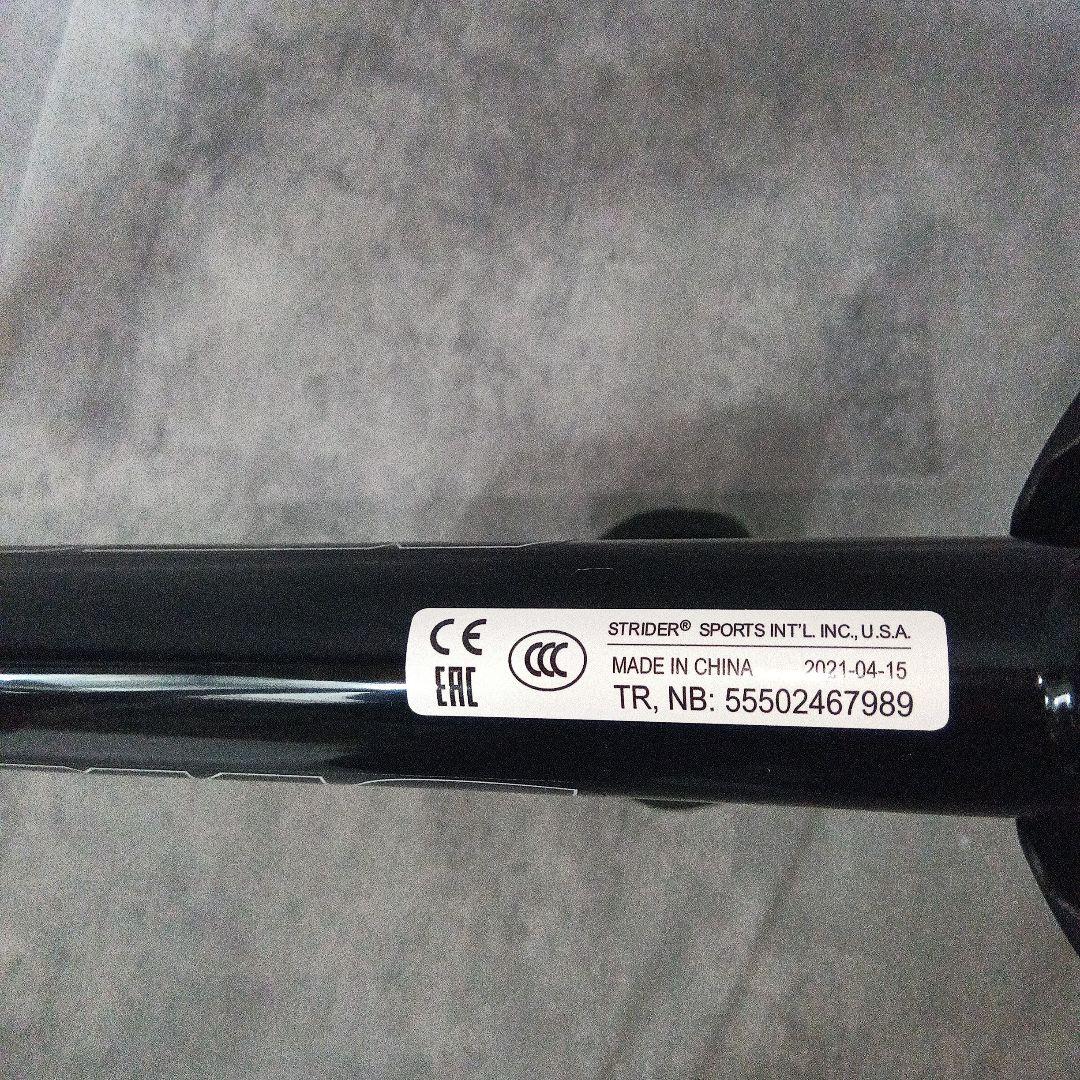 CE
EAC
CCC
STRIDER® SPORTS INT'L. INC., U.S.A.
MADE IN CHINA 2021-04-15
TR, NB: 55502467989